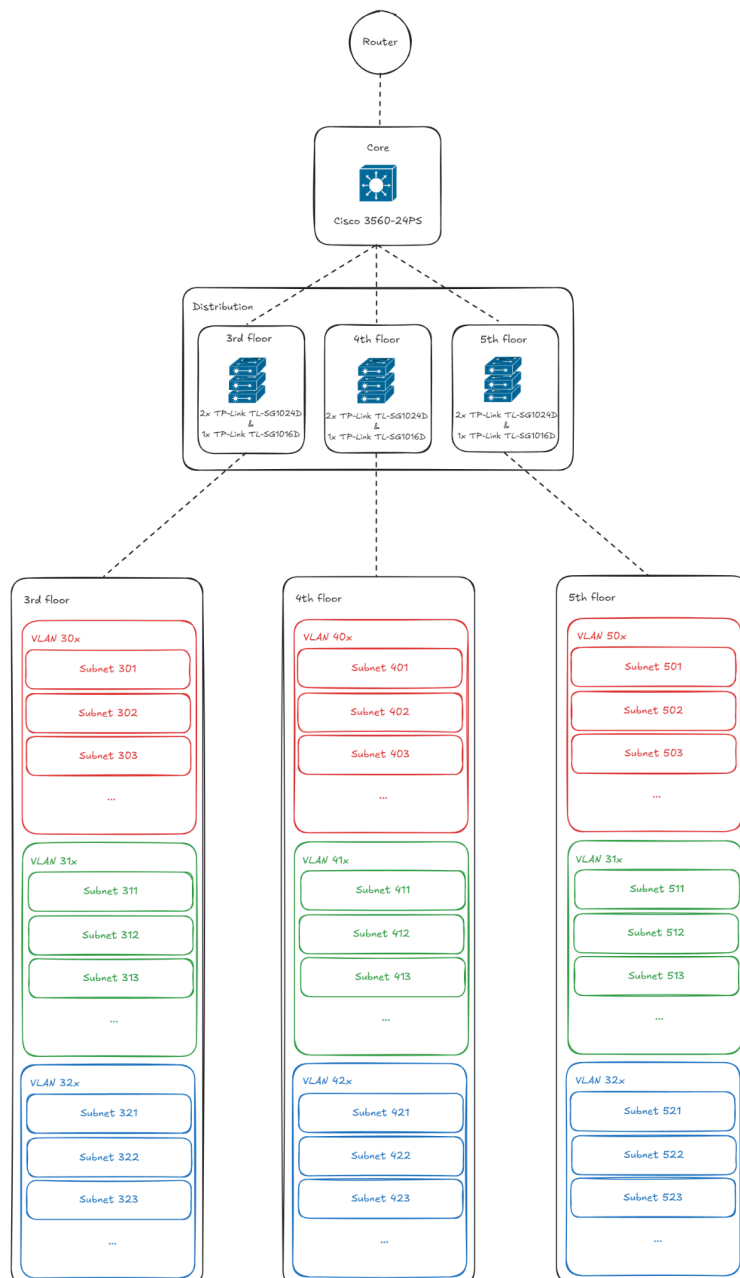 Router
Core
Cisco 3560-24PS
Distribution
3rd floor
2x TP-Link TL-SG1024D
&
1x TP-Link TL-SG1016D
4th floor
2x TP-Link TL-SG1024D
&
1x TP-Link TL-SG1016D
5th floor
2x TP-Link TL-SG1024D
&
1x TP-Link TL-SG1016D
3rd floor
VLAN 30x
Subnet 301
Subnet 302
Subnet 303
...
VLAN 31x
Subnet 311
Subnet 312
Subnet 313
...
VLAN 32x
Subnet 321
Subnet 322
Subnet 323
...
4th floor
VLAN 40x
Subnet 401
Subnet 402
Subnet 403
...
VLAN 41x
Subnet 411
Subnet 412
Subnet 413
...
VLAN 42x
Subnet 421
Subnet 422
Subnet 423
...
5th floor
VLAN 50x
Subnet 501
Subnet 502
Subnet 503
...
VLAN 31x
Subnet 511
Subnet 512
Subnet 513
...
VLAN 32x
Subnet 521
Subnet 522
Subnet 523
...